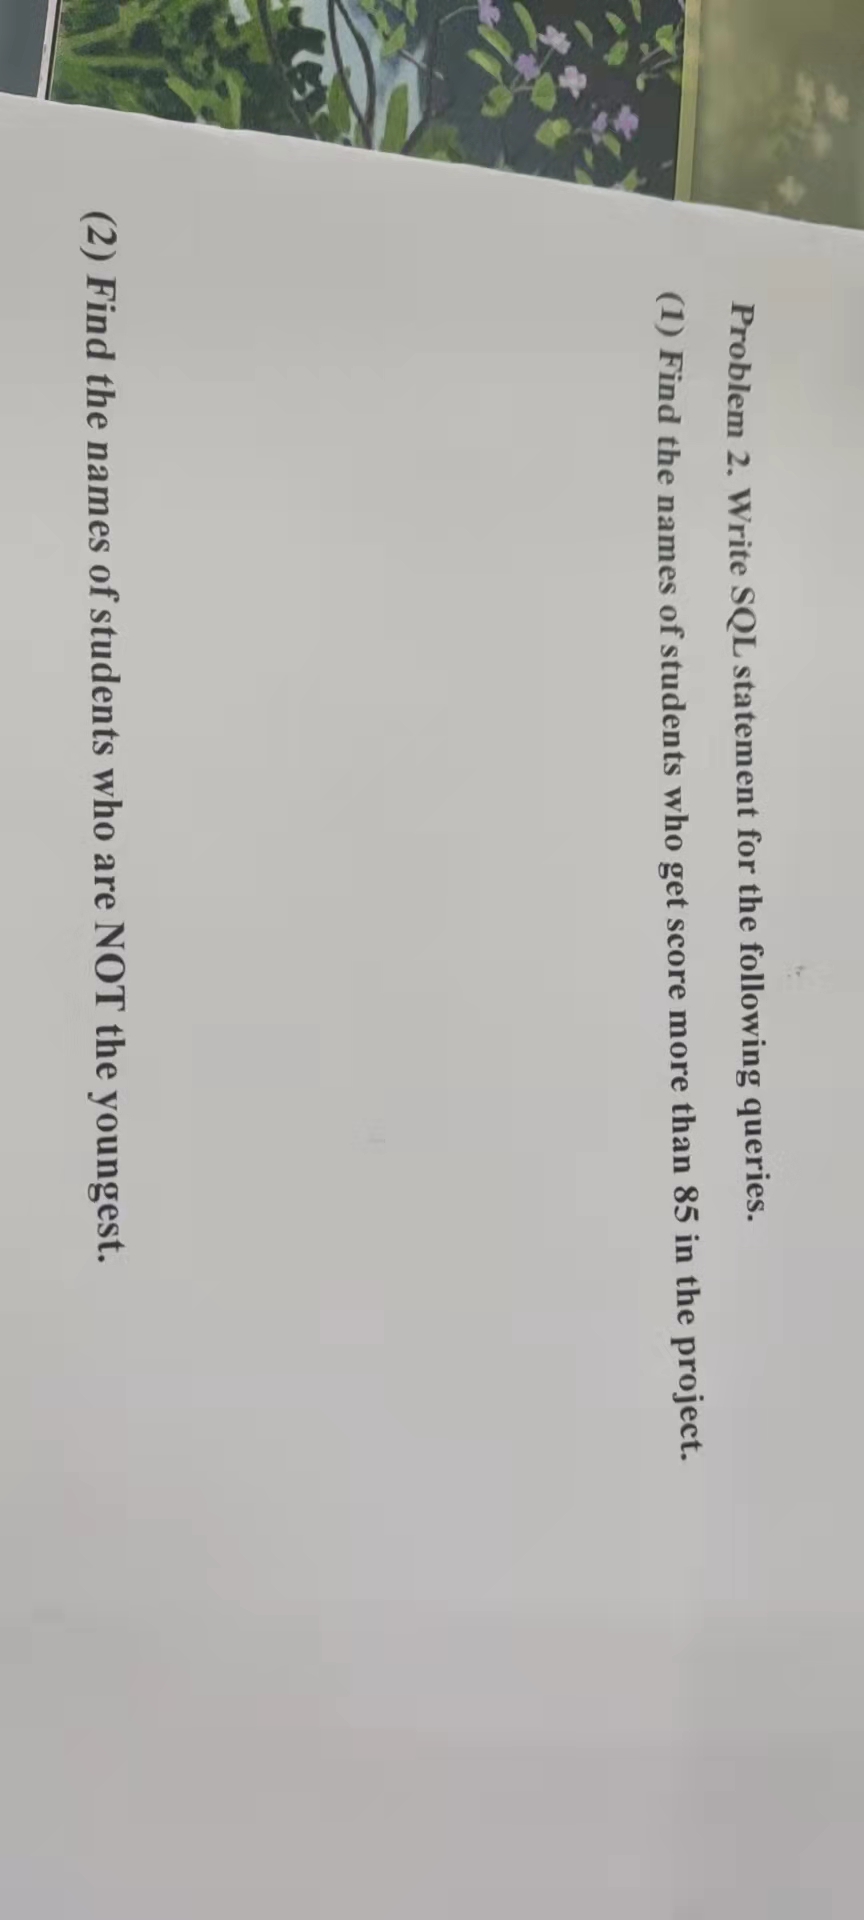 Problem 2. Write SQL statement for the following queries.
(1) Find the names of students who get score more than 85 in the project.
(2) Find the names of students who are NOT the youngest.